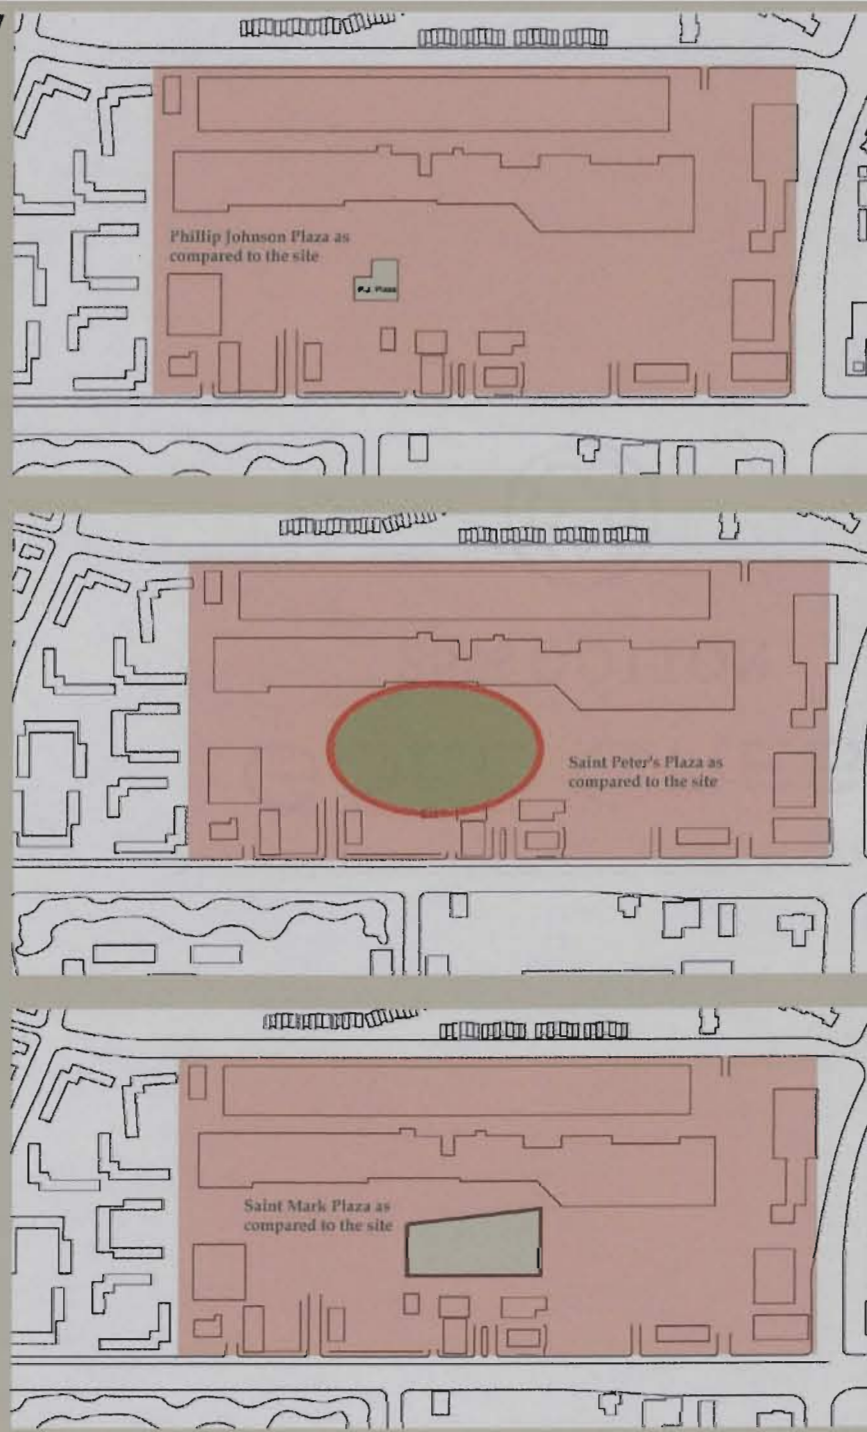 Phillip Johnson Plaza as
compared to the site
P.J. Plaza
Saint Peter's Plaza as
compared to the site
Saint Mark Plaza as
compared to the site